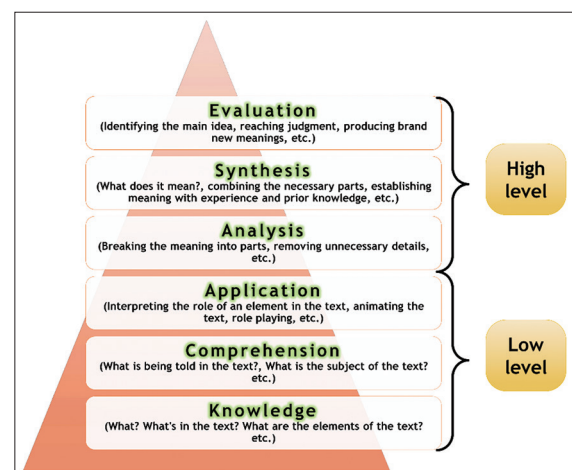 Evaluation
(Identifying the main idea, reaching judgment, producing brand
new meanings, etc.)
Synthesis
(What does it mean?, combining the necessary parts, establishing
meaning with experience and prior knowledge, etc.)
Analysis
(Breaking the meaning into parts, removing unnecessary details,
etc.)
High
level
Application
(Interpreting the role of an element in the text, animating the
text, role playing, etc.)
Comprehension
(What is being told in the text?, What is the subject of the text?
etc.)
Knowledge
(What? What's in the text? What are the elements of the text?
etc.)
Low
level